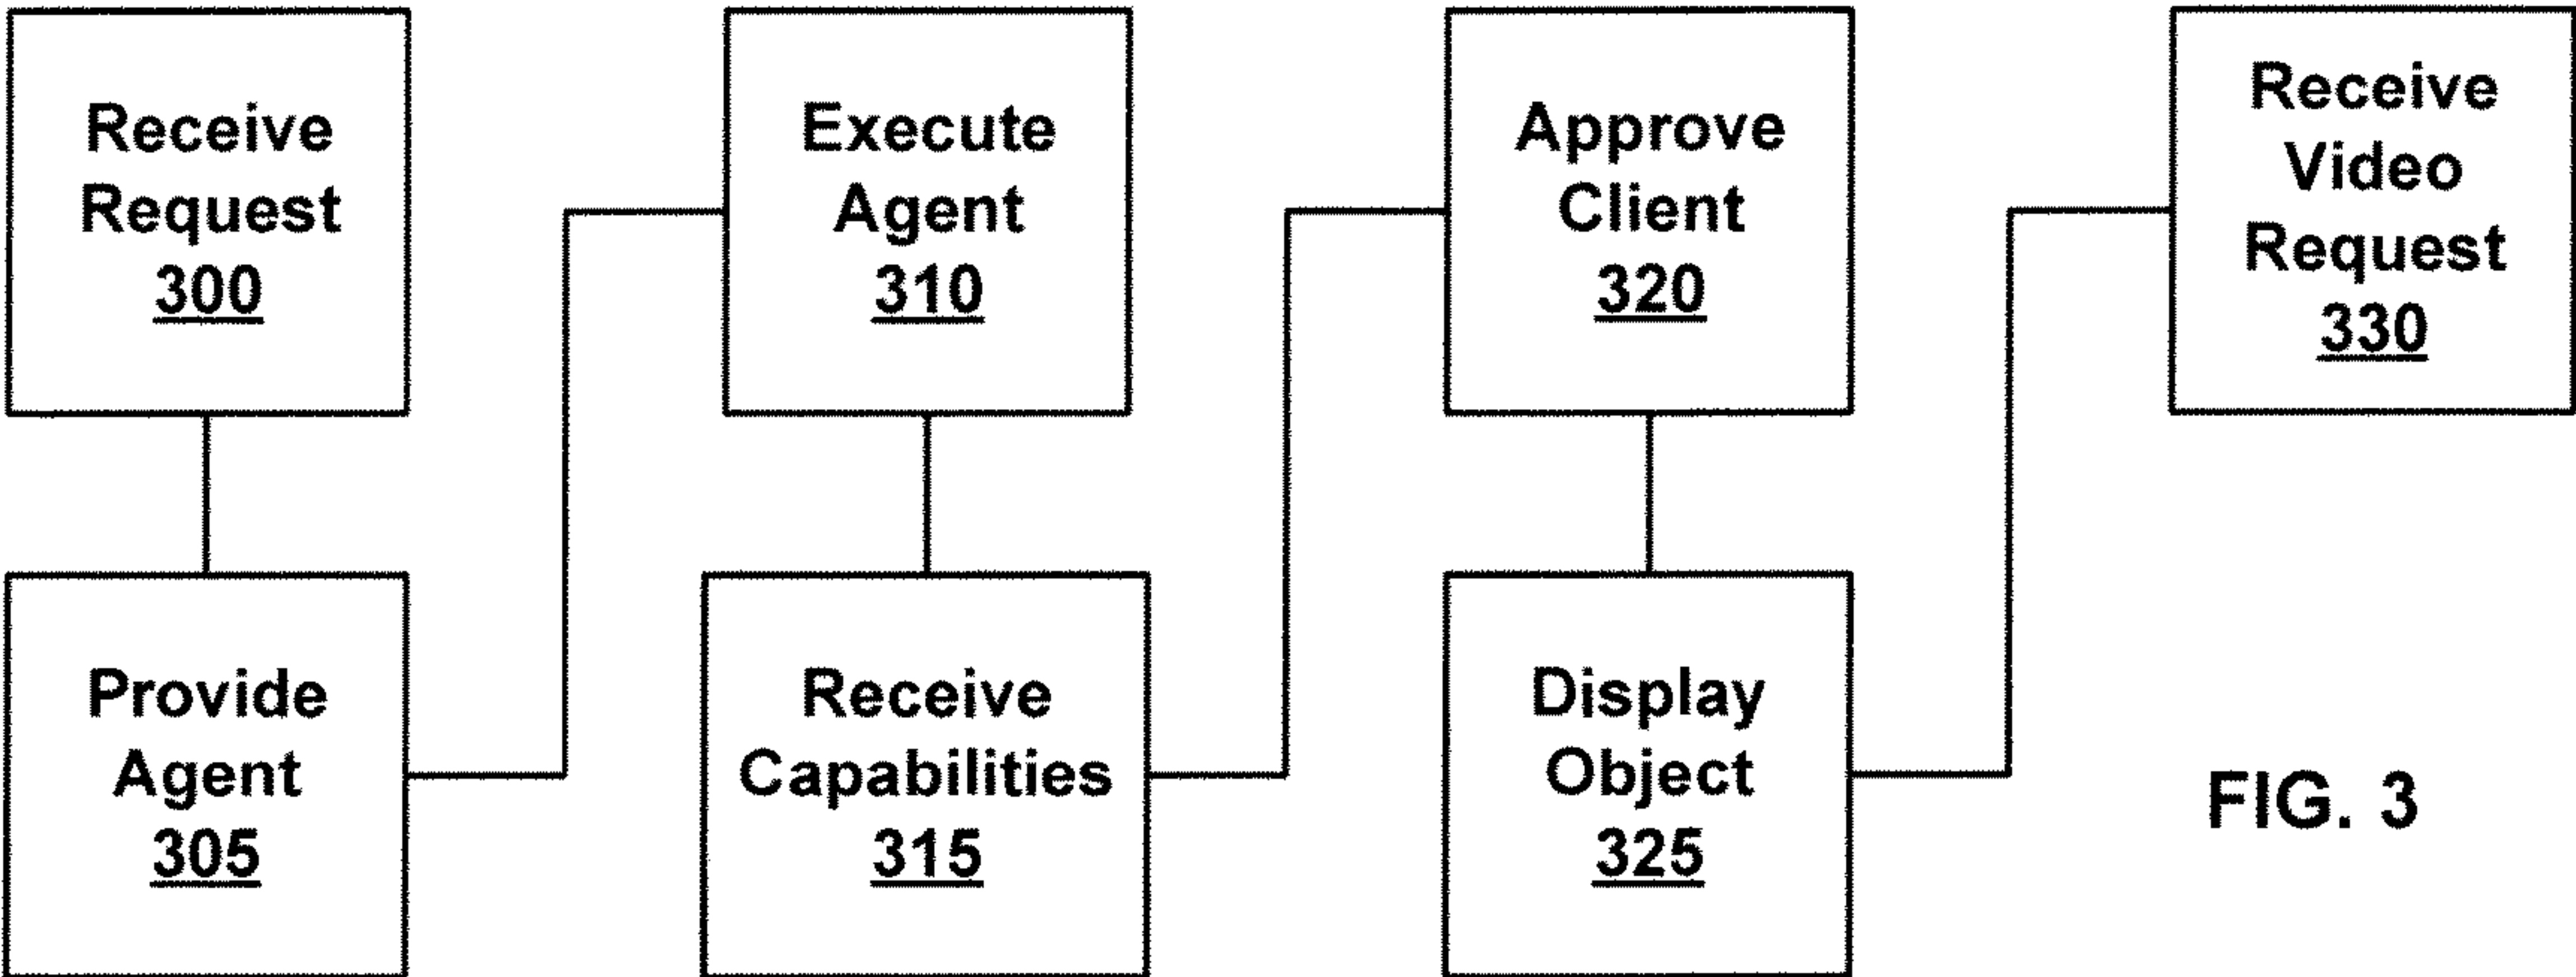 Receive
Request
300
Provide
Agent
305
Execute
Agent
310
Receive
Capabilities
315
Approve
Client
320
Display
Object
325
Receive
Video
Request
330
FIG. 3